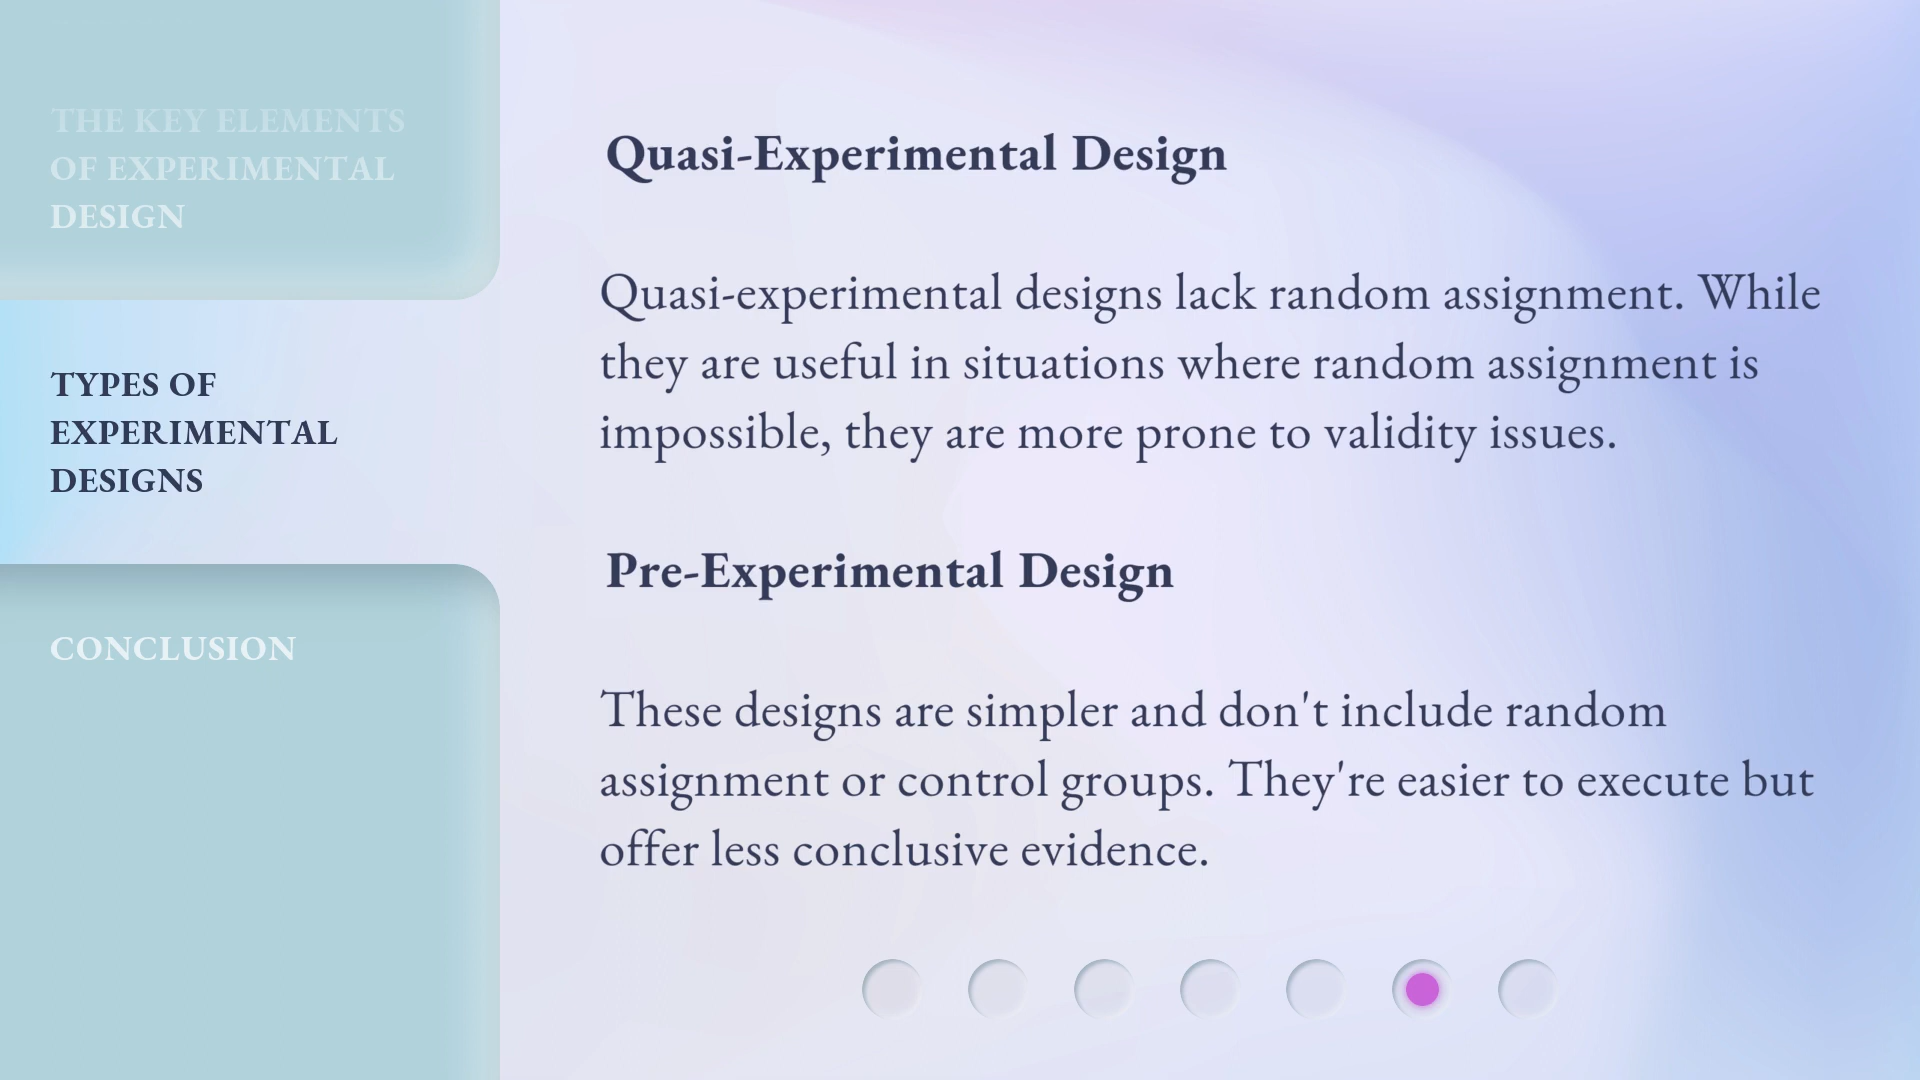 THE KEY ELEMENTS
OF EXPERIMENTAL
DESIGN
TYPES OF
EXPERIMENTAL
DESIGNS
CONCLUSION
Quasi-Experimental Design
Quasi-experimental designs lack random assignment. While
they are useful in situations where random assignment is
impossible, they are more prone to validity issues.
Pre-Experimental Design
These designs are simpler and don't include random
assignment or control groups. They're easier to execute but
offer less conclusive evidence.